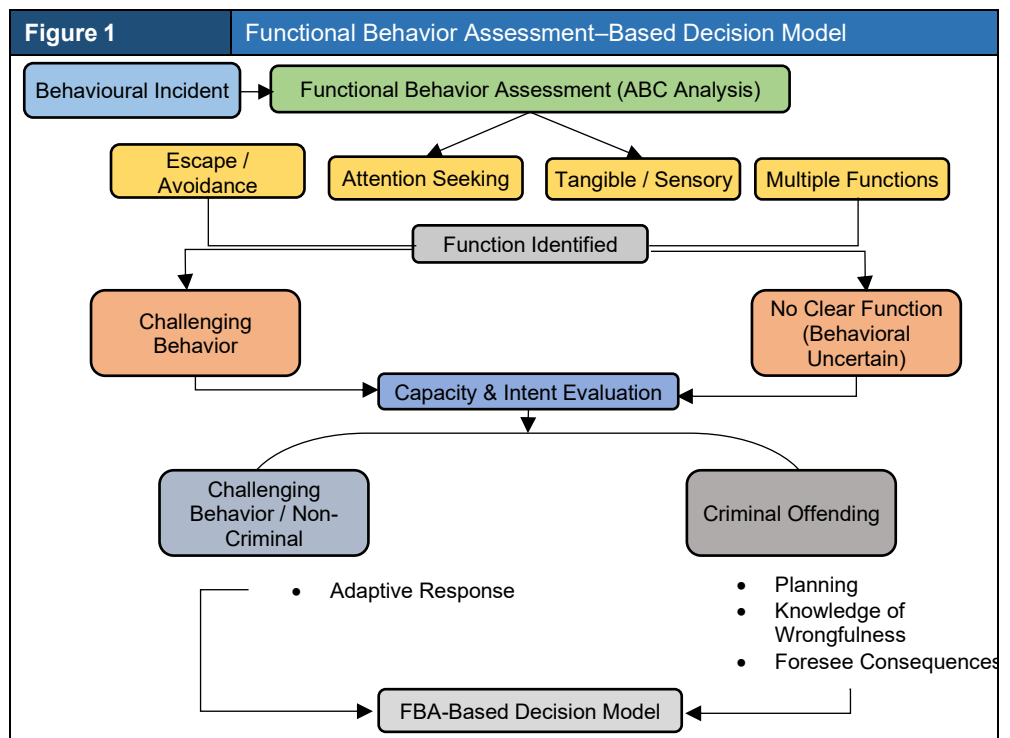 Figure 1
Functional Behavior Assessment–Based Decision Model
Behavioural Incident
Functional Behavior Assessment (ABC Analysis)
Escape /
Avoidance
Attention Seeking
Tangible / Sensory
Multiple Functions
Function Identified
Challenging
Behavior
No Clear Function
(Behavioral
Uncertain)
Capacity & Intent Evaluation
Challenging
Behavior / Non-
Criminal
Criminal Offending
• Adaptive Response
• Planning
• Knowledge of
Wrongfulness
• Foresee Consequences
FBA-Based Decision Model